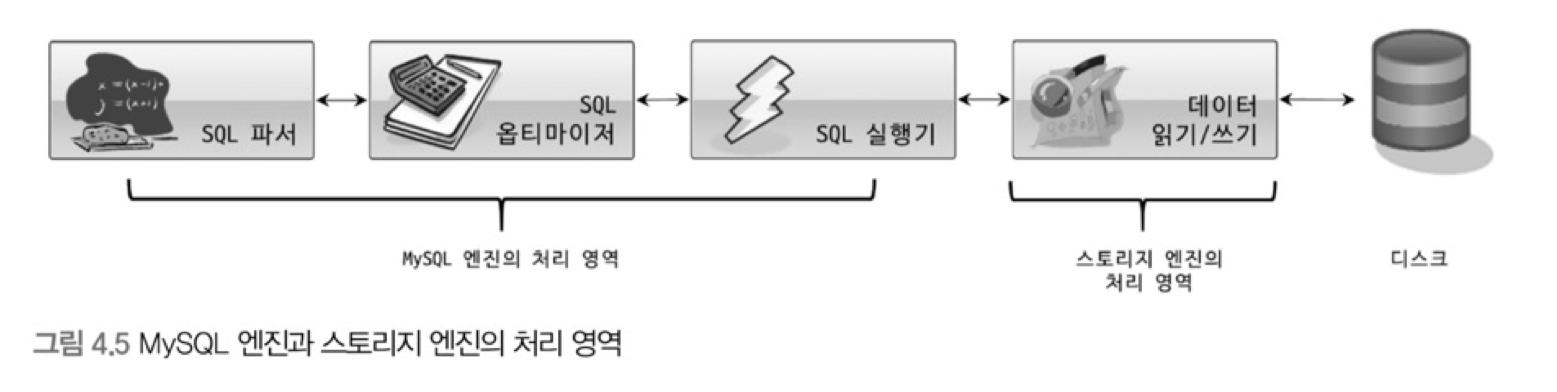 x = (x-1)+
= (x+1)
SQL 파서
SQL
옵티마이저
SQL 실행기
데이터
읽기/쓰기
MySQL 엔진의 처리 영역
스토리지 엔진의
처리 영역
디스크
그림 4.5 MySQL 엔진과 스토리지 엔진의 처리 영역